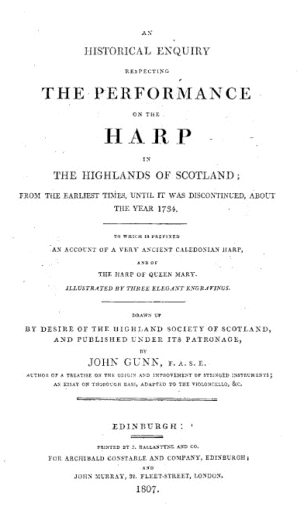 AN
HISTORICAL ENQUIRY
RESPECTING
THE PERFORMANCE
ON THE
HARP
IN
THE HIGHLANDS OF SCOTLAND;
FROM THE EARLIEST TIMES, UNTIL IT WAS DISCONTINUED, ABOUT
THE YEAR 1734.
TO WHICH IS PREFIXED
AN ACCOUNT OF A VERY ANCIENT CALEDONIAN HARP,
AND OF
THE HARP OF QUEEN MARY.
ILLUSTRATED BY THREE ELEGANT ENGRAVINGS.
DRAWN UP
BY DESIRE OF THE HIGHLAND SOCIETY OF SCOTLAND,
AND PUBLISHED UNDER ITS PATRONAGE,
BY
JOHN GUNN, F. A. S. E.
AUTHOR OF A TREATISE ON THE ORIGIN AND IMPROVEMENT OF STRINGED INSTRUMENTS;
AN ESSAY ON THOROUGH BASS, ADAPTED TO THE VIOLONCELLO, &C.
EDINBURGH:
PRINTED BY J. BALLANTYNE AND CO.
FOR ARCHIBALD CONSTABLE AND COMPANY, EDINBURGH;
AND
JOHN MURRAY, 32. FLEET-STREET, LONDON.
1807.